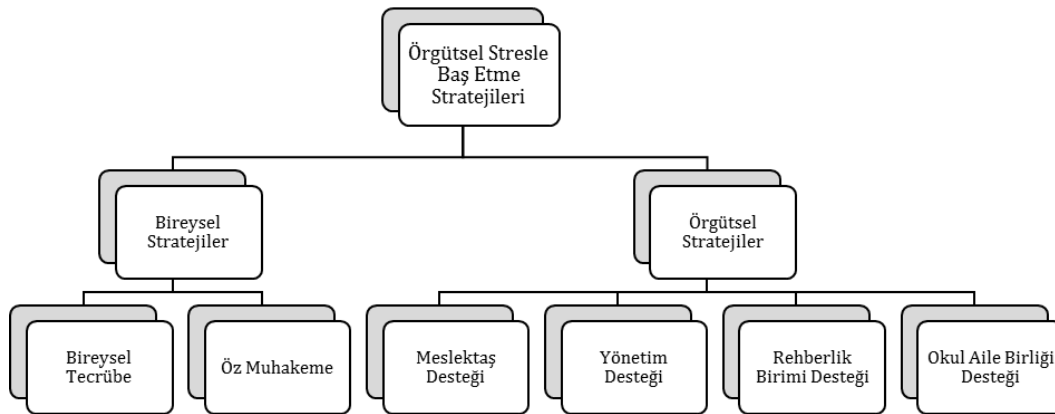 Örgütsel Stresle
Baş Etme
Stratejileri
Bireysel
Stratejiler
Örgütsel
Stratejiler
Bireysel
Tecrübe
Öz Muhakeme
Meslektaş
Desteği
Yönetim
Desteği
Rehberlik
Birimi Desteği
Okul Aile Birliği
Desteği